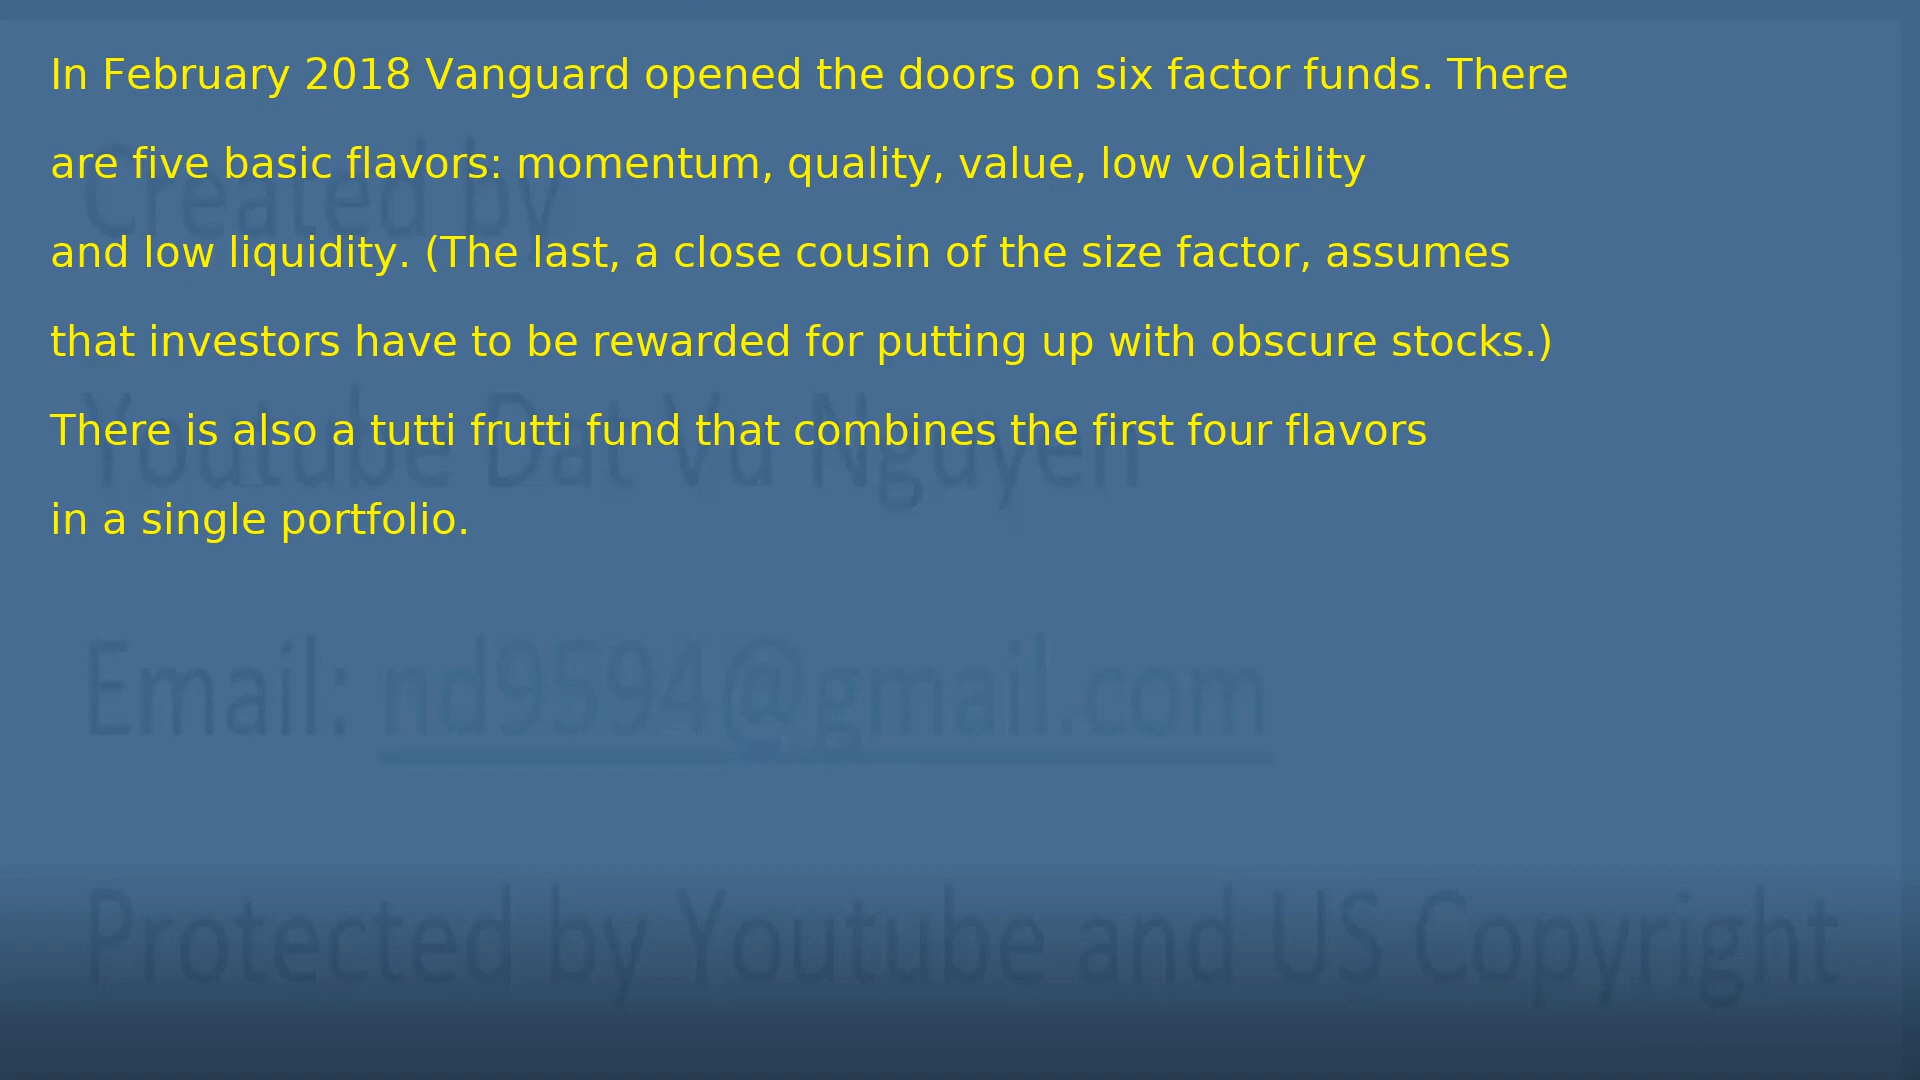 In February 2018 Vanguard opened the doors on six factor funds. There
are five basic flavors: momentum, quality, value, low volatility
and low liquidity. (The last, a close cousin of the size factor, assumes
that investors have to be rewarded for putting up with obscure stocks.)
There is also a tutti frutti fund that combines the first four flavors
in a single portfolio.
Created by
Youtube Dat Vu Nguyen
Email: nd9594@gmail.com
Protected by Youtube and US Copyright